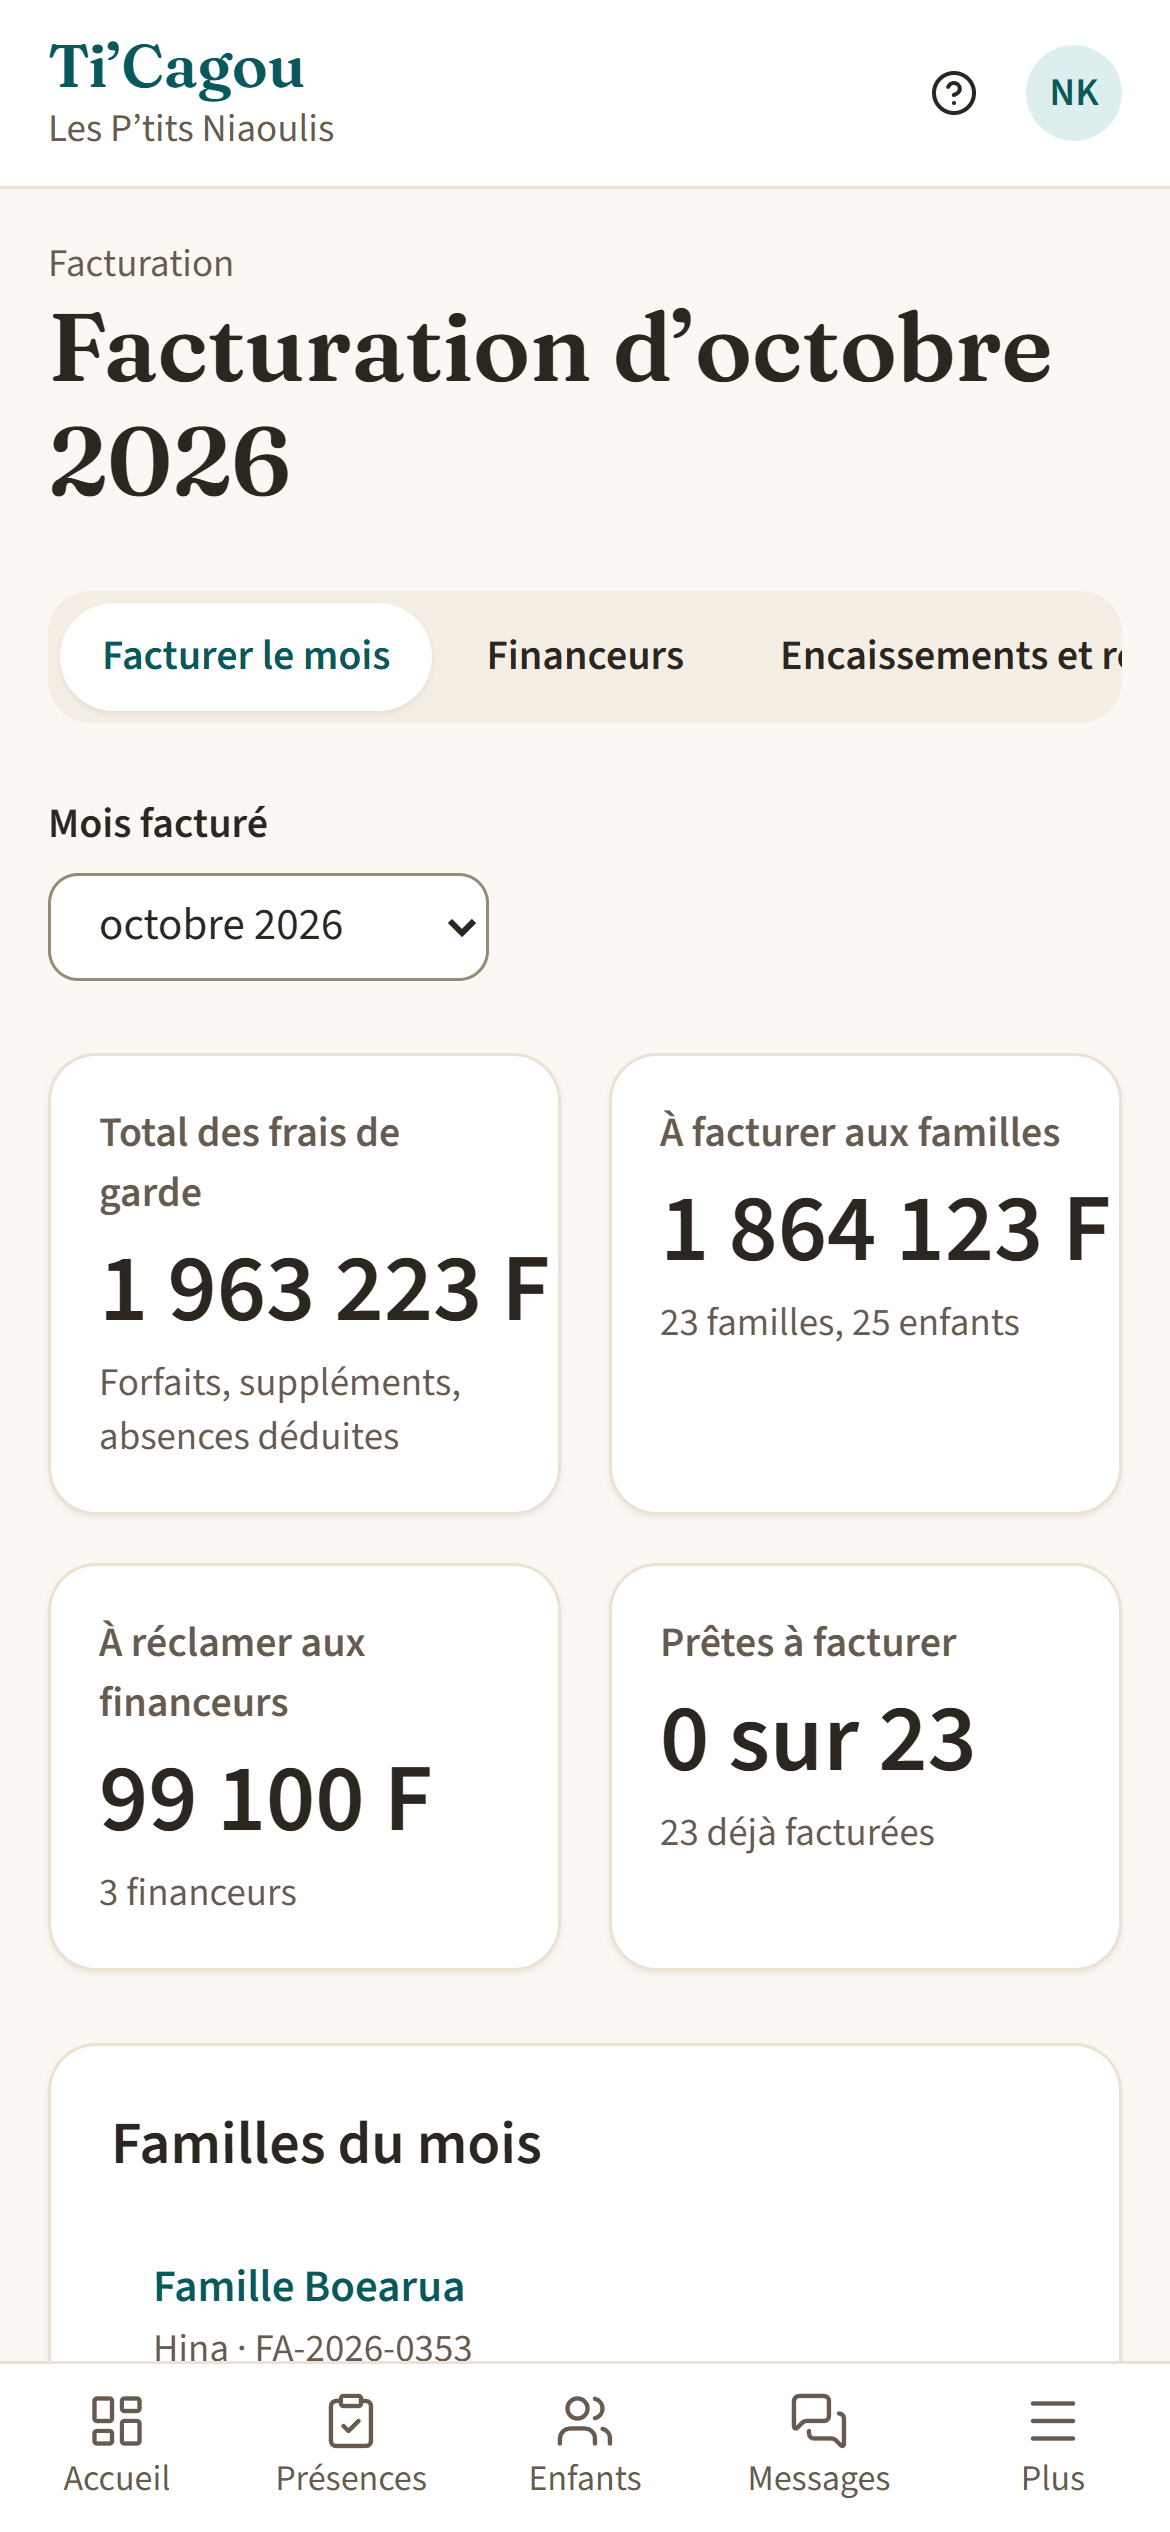 Ti’Cagou
Les P’tits Niaoulis
NK
Facturation
Facturation d’octobre
2026
Facturer le mois
Financeurs
Encaissements et
Mois facturé
octobre 2026
Total des frais de
garde
1 963 223 F
Forfaits, suppléments,
absences déduites
À facturer aux familles
1 864 123 F
23 familles, 25 enfants
À réclamer aux
financeurs
99 100 F
3 financeurs
Prêtes à facturer
0 sur 23
23 déjà facturées
Familles du mois
Famille Boearua
Hina · FA-2026-0353
Accueil
Présences
Enfants
Messages
Plus